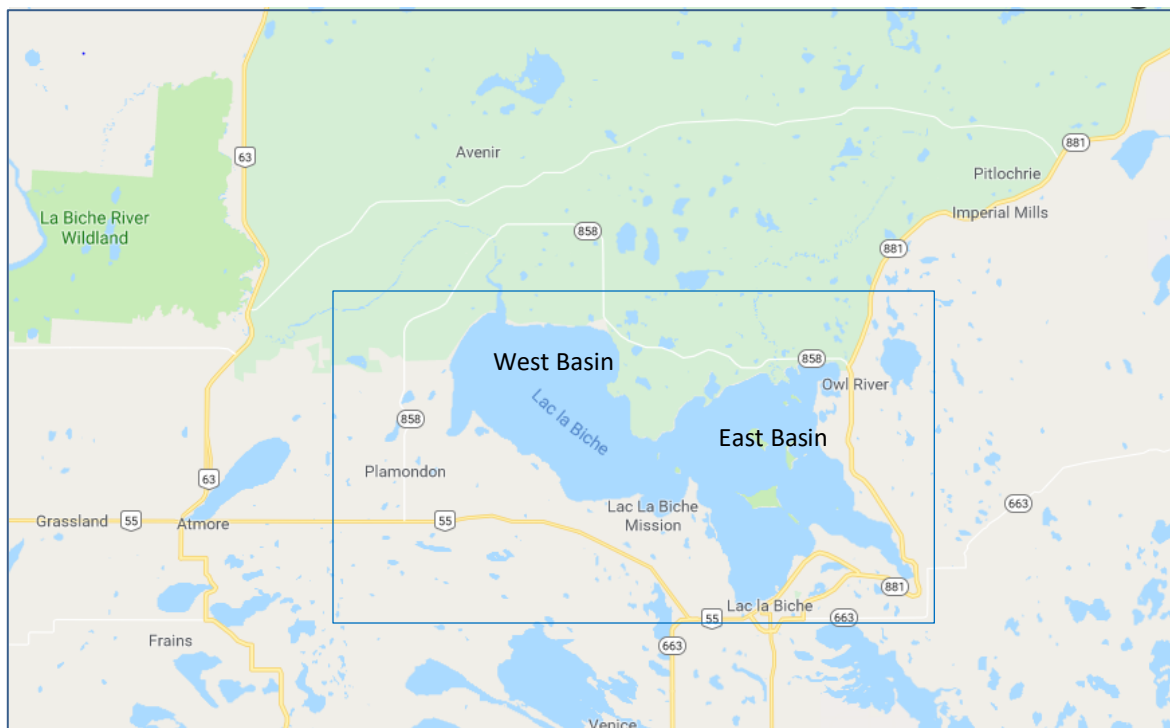 63
Avenir
881
Pitlochrie
La Biche River
Wildland
Imperial Mills
858
881
West Basin
858
Owl River
Lac la Biche
858
East Basin
Plamondon
63
Lac La Biche
Mission
663
Grassland
55
Atmore
55
881
Lac la Biche
55
663
Frains
663
Venice